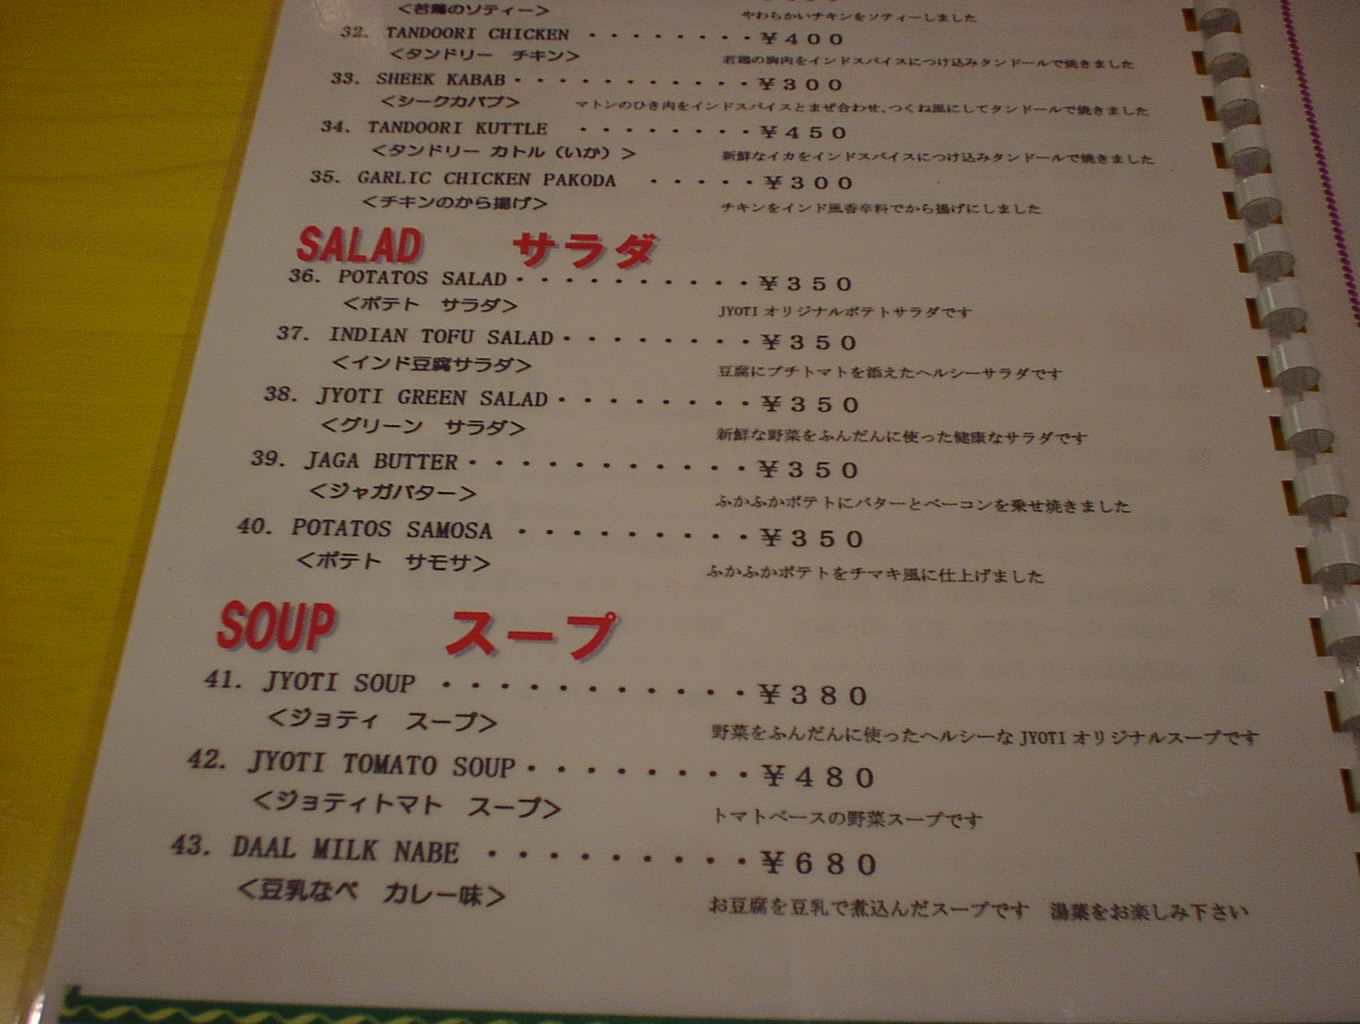 ＜若鶏のソティー＞ やわらかいチキンをソティーしました
32. TANDOORI CHICKEN ・・・・・・・・￥４００
＜タンドリー　チキン＞ 若鶏の胸肉をインドスパイスにつけ込みタンドールで焼きました
33. SHEEK KABAB・・・・・・・・・・・￥３００
＜シークカバブ＞ マトンのひき肉をインドスパイスとまぜ合わせ、つくね風にしてタンドールで焼きました
34. TANDOORI KUTTLE ・・・・・・・・￥４５０
＜タンドリー カトル（いか）＞ 新鮮なイカをインドスパイスにつけ込みタンドールで焼きました
35. GARLIC CHICKEN PAKODA ・・・・・￥３００
＜チキンのから揚げ＞ チキンをインド風香辛料でから揚げにしました
SALAD サラダ
36. POTATOS SALAD・・・・・・・・・・￥３５０
＜ポテト　サラダ＞ JYOTI オリジナルポテトサラダです
37. INDIAN TOFU SALAD・・・・・・・・￥３５０
＜インド豆腐サラダ＞ 豆腐にプチトマトを添えたヘルシーサラダです
38. JYOTI GREEN SALAD・・・・・・・・￥３５０
＜グリーン　サラダ＞ 新鮮な野菜をふんだんに使った健康なサラダです
39. JAGA BUTTER・・・・・・・・・・・￥３５０
＜ジャガバター＞ ふかふかポテトにバターとベーコンを乗せ焼きました
40. POTATOS SAMOSA ・・・・・・・・・￥３５０
＜ポテト　サモサ＞ ふかふかポテトをチマキ風に仕上げました
SOUP スープ
41. JYOTI SOUP ・・・・・・・・・・・￥３８０
＜ジョティ　スープ＞ 野菜をふんだんに使ったヘルシーな JYOTI オリジナルスープです
42. JYOTI TOMATO SOUP・・・・・・・・￥４８０
＜ジョティトマト　スープ＞ トマトベースの野菜スープです
43. DAAL MILK NABE ・・・・・・・・・￥６８０
＜豆乳なべ　カレー味＞ お豆腐を豆乳で煮込んだスープです　湯葉をお楽しみ下さい